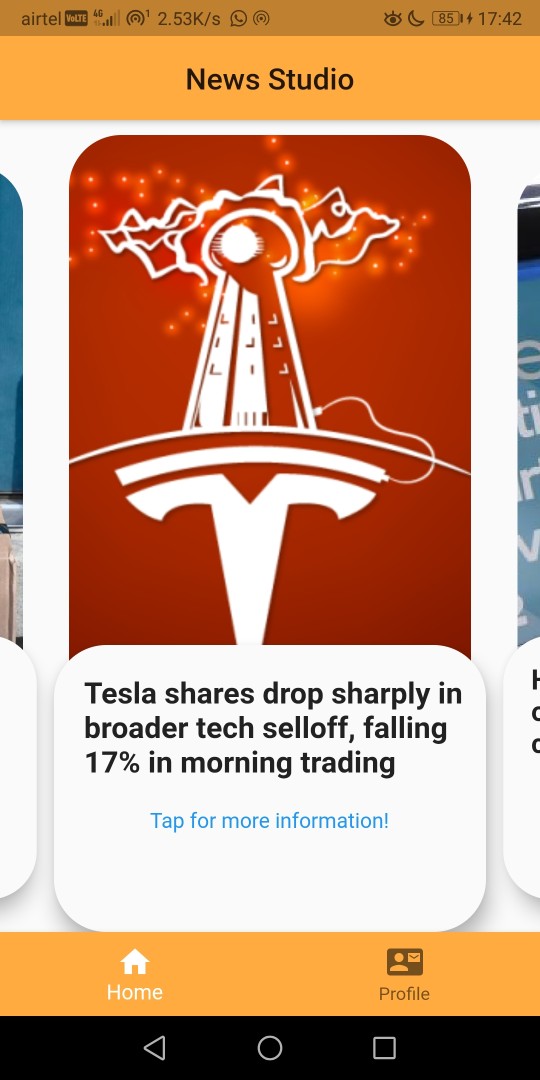 airtel VoLTE 4G 1 2.53K/s 85 17:42
News Studio
Tesla shares drop sharply in
broader tech selloff, falling
17% in morning trading
Tap for more information!
Home
Profile